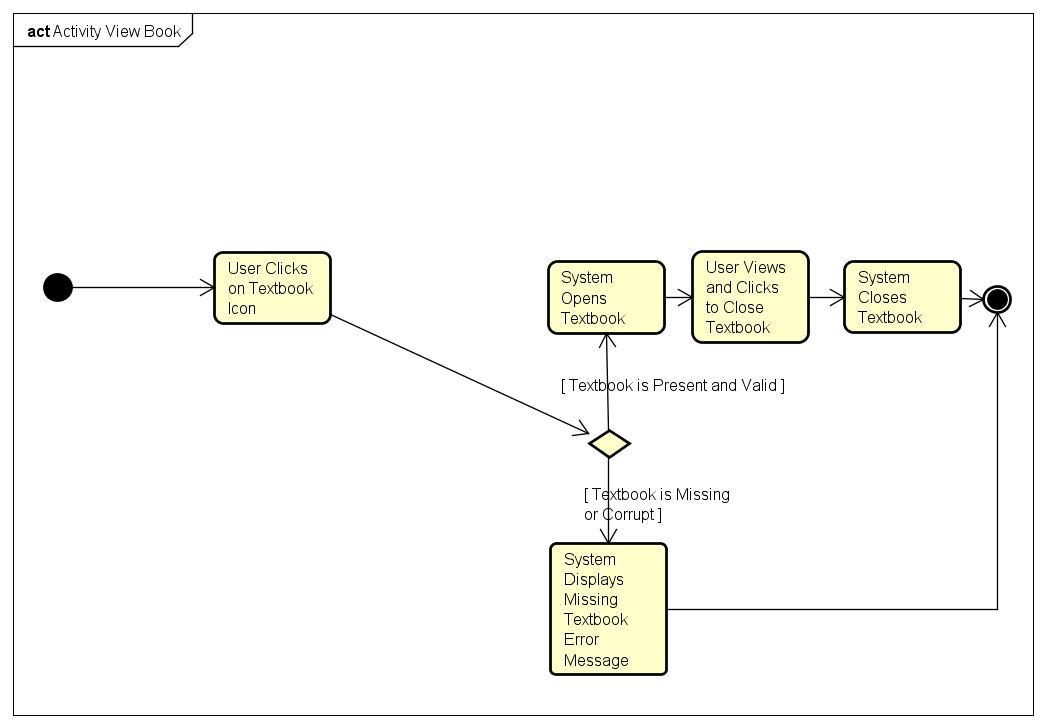 act Activity View Book
User Clicks
on Textbook
Icon
System
Opens
Textbook
User Views
and Clicks
to Close
Textbook
System
Closes
Textbook
[ Textbook is Present and Valid ]
[ Textbook is Missing
or Corrupt ]
System
Displays
Missing
Textbook
Error
Message